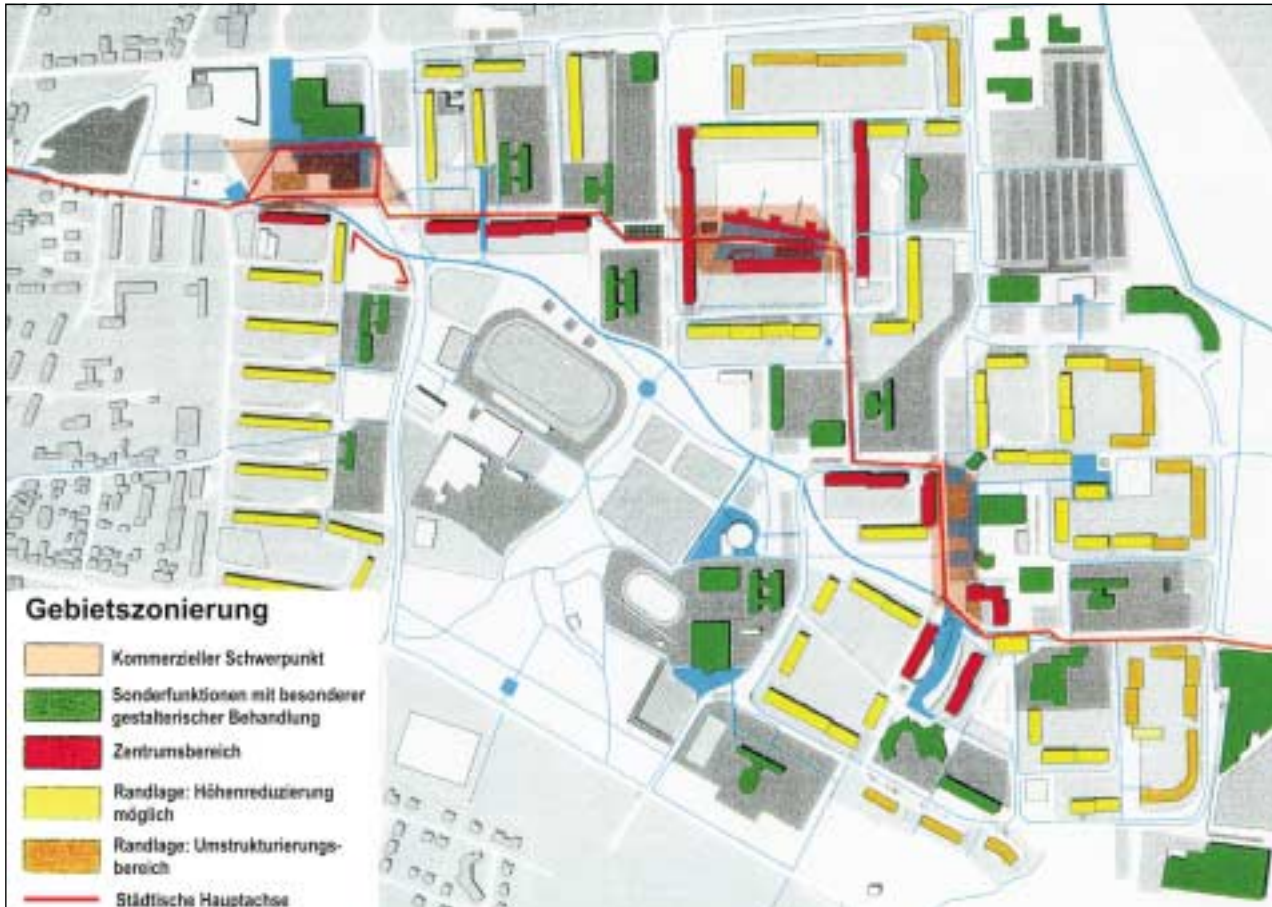 Gebietszonierung
Kommerzieller Schwerpunkt
Sonderfunktionen mit besonderer
gestalterischer Behandlung
Zentrumsbereich
Randlage: Höhenreduzierung
möglich
Randlage: Umstrukturierungs-
bereich
Städtische Hauptachse